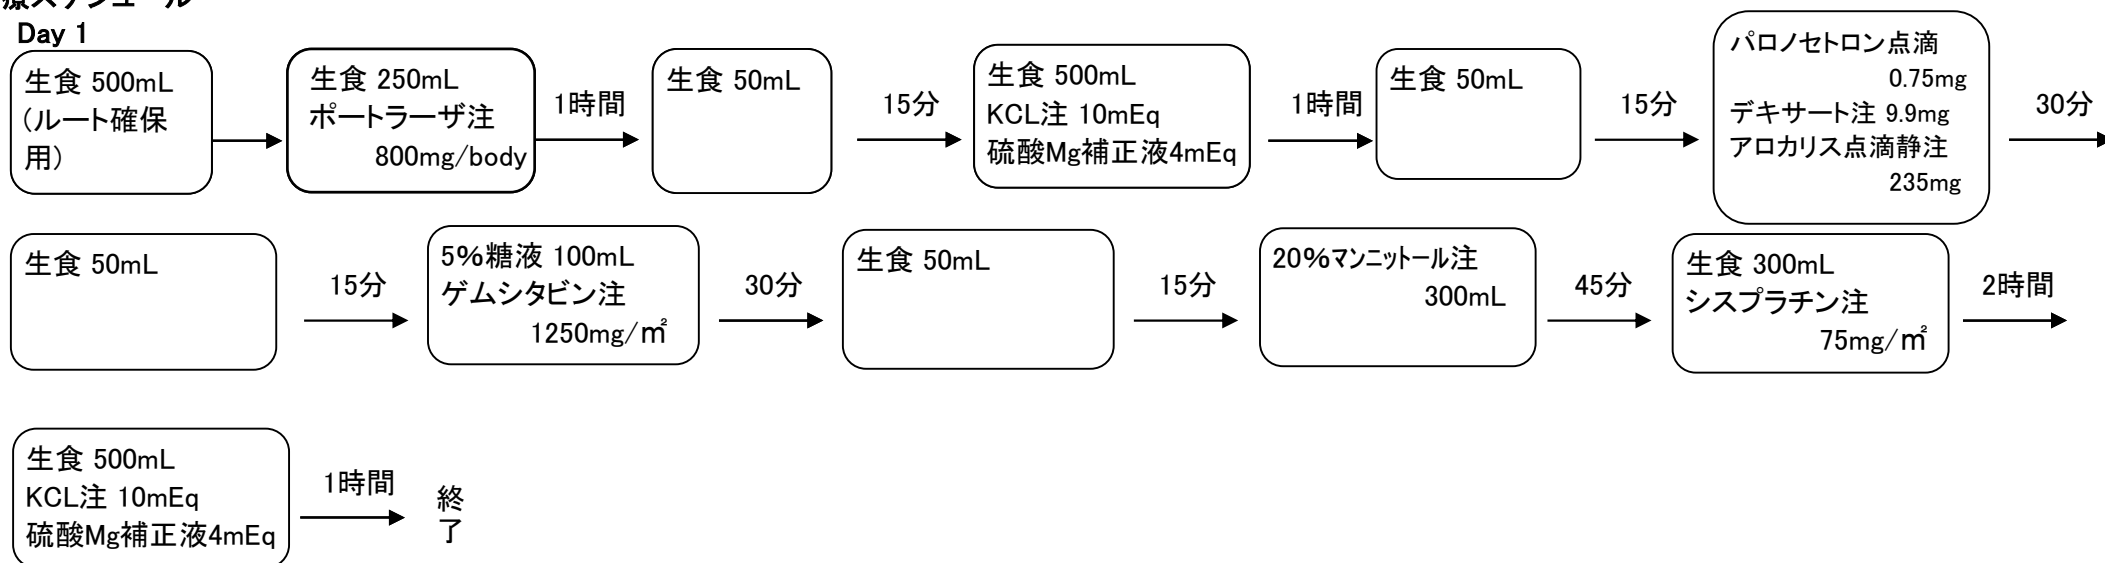 療スケジュール
Day 1
生食 500mL
(ルート確保
用)
生食 250mL
ポートラーザ注
800mg/body
1時間
生食 50mL
15分
生食 500mL
KCL注 10mEq
硫酸Mg補正液4mEq
1時間
生食 50mL
15分
パロノセトロン点滴
0.75mg
デキサート注 9.9mg
アロカリス点滴静注
235mg
30分
生食 50mL
15分
5%糖液 100mL
ゲムシタビン注
1250mg/㎡
30分
生食 50mL
15分
20%マンニットール注
300mL
45分
生食 300mL
シスプラチン注
75mg/㎡
2時間
生食 500mL
KCL注 10mEq
硫酸Mg補正液4mEq
1時間
終
了